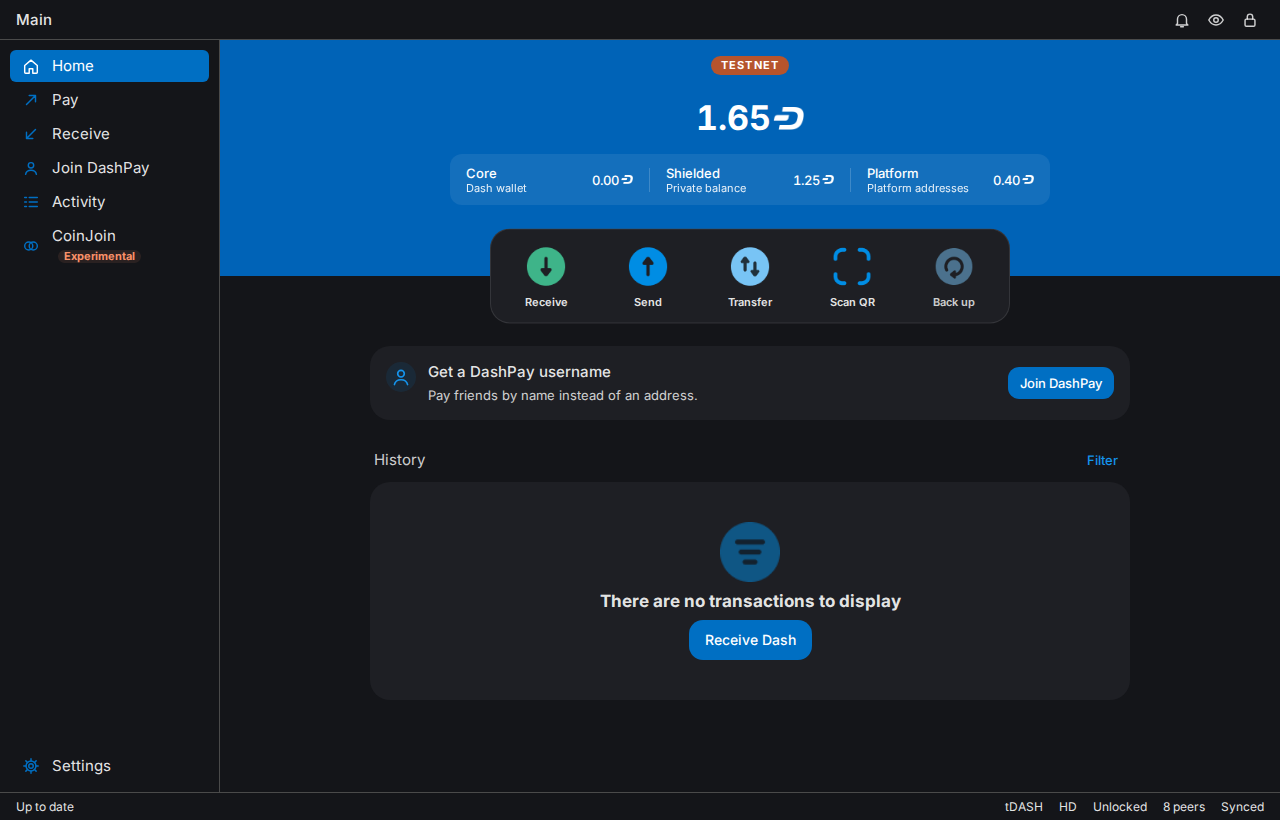 Main
Home
Pay
Receive
Join DashPay
Activity
CoinJoin
Experimental
Settings
TESTNET
1.65
Core
Dash wallet
0.00
Shielded
Private balance
1.25
Platform
Platform addresses
0.40
Receive
Send
Transfer
Scan QR
Back up
Get a DashPay username
Pay friends by name instead of an address.
Join DashPay
History
Filter
There are no transactions to display
Receive Dash
Up to date
tDASH HD Unlocked 8 peers Synced